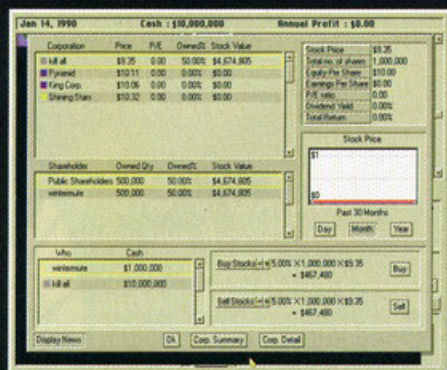 Jan 14, 1990 Cash : $10,000,000 Annual Profit : $0.00
Corporation Price P/E Owned% Stock Value
kill all $9.35 0.00 50.00% $4,674,805
Pyramid $10.11 0.00 0.00% $0.00
King Corp. $10.06 0.00 0.00% $0.00
Shining Starr $10.32 0.00 0.00% $0.00
Stock Price $9.35
Total no. of shares 1,000,000
Equity Per Share $10.00
Earnings Per Share $0.00
P/E ratio 0.00
Dividend Yield 0.00%
Total Return 0.00%
Shareholder Owned Qty Owned% Stock Value
Public Shareholders 500,000 50.00% $4,674,805
wintermute 500,000 50.00% $4,674,805
Stock Price
$1
$0
Past 30 Months
Day Month Year
Who Cash
wintermute $1,000,000
kill all $10,000,000
Buy Stocks - + 5.00% X 1,000,000 X $9.35
= $467,480
Buy
Sell Stocks - + 5.00% X 1,000,000 X $9.35
= $467,480
Sell
Display News Ok Corp. Summary Corp. Detail